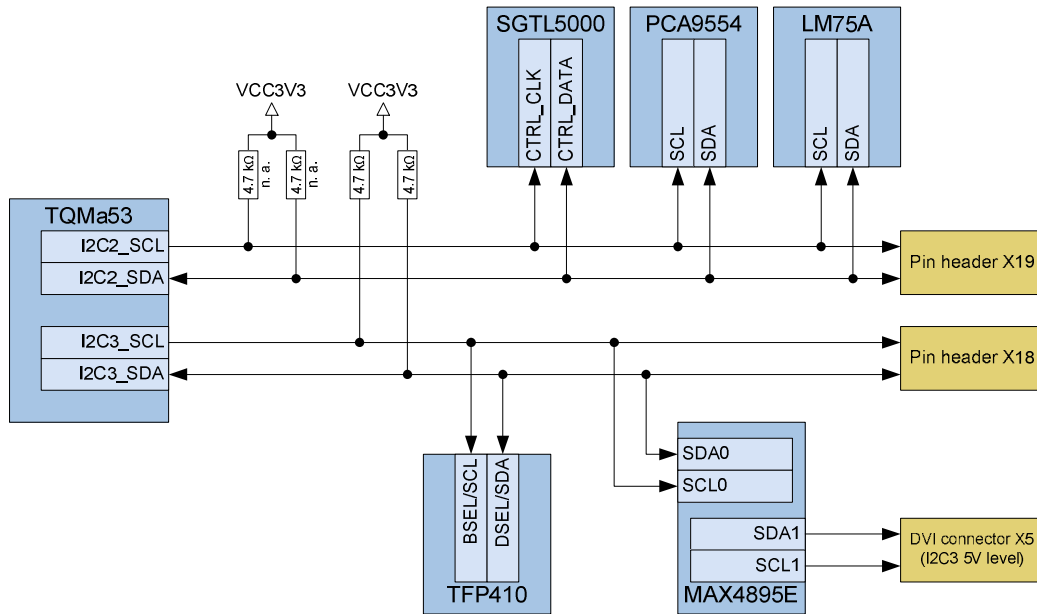 SGTL5000
PCA9554
LM75A
CTRL_CLK
CTRL_DATA
SCL
SDA
SCL
SDA
VCC3V3
VCC3V3
4.7 kΩ
n. a.
4.7 kΩ
n. a.
4.7 kΩ
4.7 kΩ
TQMa53
I2C2_SCL
I2C2_SDA
I2C3_SCL
I2C3_SDA
Pin header X19
Pin header X18
BSEL/SCL
DSEL/SDA
TFP410
SDA0
SCL0
SDA1
SCL1
MAX4895E
DVI connector X5
(I2C3 5V level)